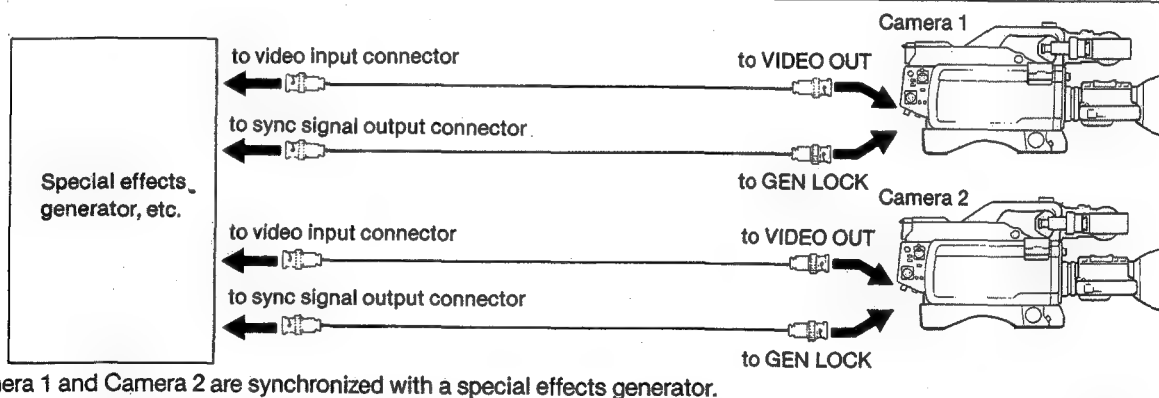 Camera 1
to video input connector
to VIDEO OUT
to sync signal output connector
to GEN LOCK
Special effects
generator, etc.
Camera 2
to video input connector
to VIDEO OUT
to sync signal output connector
to GEN LOCK
era 1 and Camera 2 are synchronized with a special effects generator.